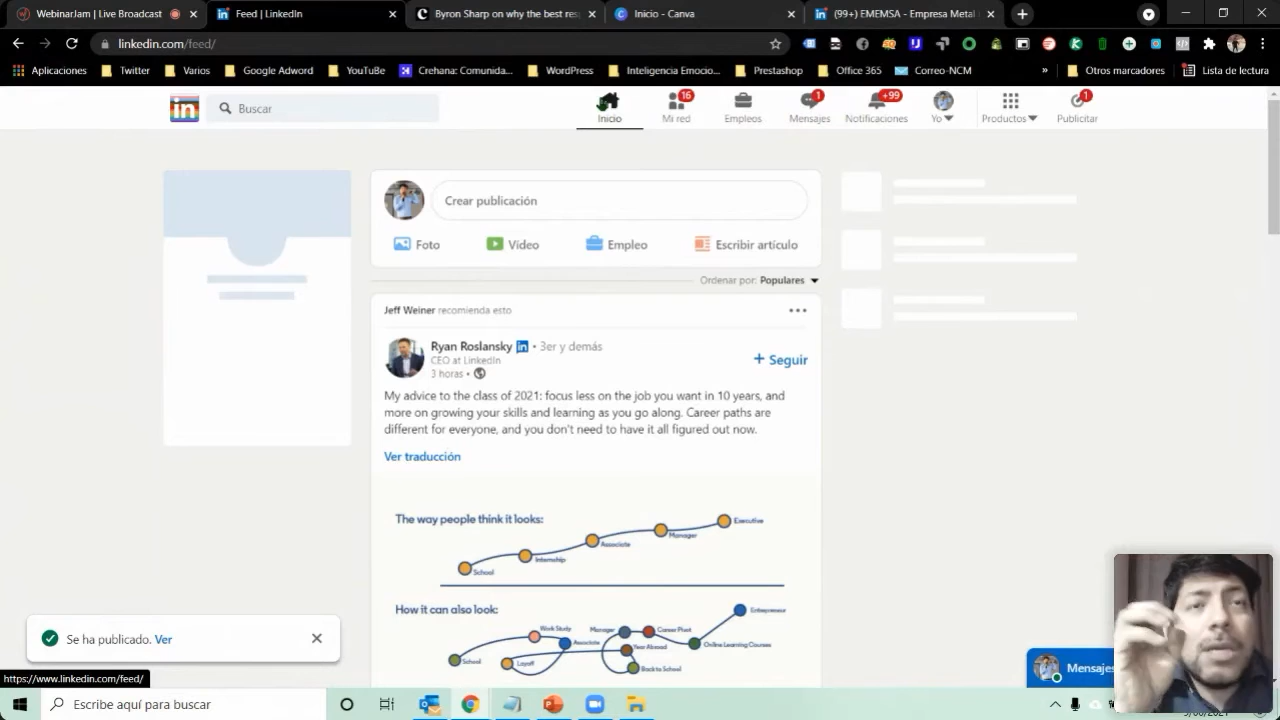 WebinarJam | Live Broadcast
Feed | LinkedIn
Byron Sharp on why the best res
Inicio - Canva
(99+) EMEMSA - Empresa Metal
linkedin.com/feed/
Aplicaciones
Twitter
Varios
Google Adword
YouTube
Crehana: Comunida...
WordPress
Inteligencia Emocio...
Prestashop
Office 365
Correo-NCM
»
Otros marcadores
Lista de lectura
in
Buscar
Inicio
16
Mi red
Empleos
1
Mensajes
+99
Notificaciones
Yo
Productos
1
Publicitar
Crear publicación
Foto
Vídeo
Empleo
Escribir artículo
Ordenar por: Populares
Jeff Weiner recomienda esto
Ryan Roslansky in • 3er y demás
CEO at LinkedIn
3 horas •
+ Seguir
My advice to the class of 2021: focus less on the job you want in 10 years, and
more on growing your skills and learning as you go along. Career paths are
different for everyone, and you don't need to have it all figured out now.
Ver traducción
The way people think it looks:
School
Internship
Associate
Manager
Executive
How it can also look:
School
Work Study
Layoff
Associate
Manager
Career Pivot
Year Abroad
Back to School
Online Learning Courses
Entrepreneur
Se ha publicado. Ver
https://www.linkedin.com/feed/
Mensajes
Escribe aquí para buscar